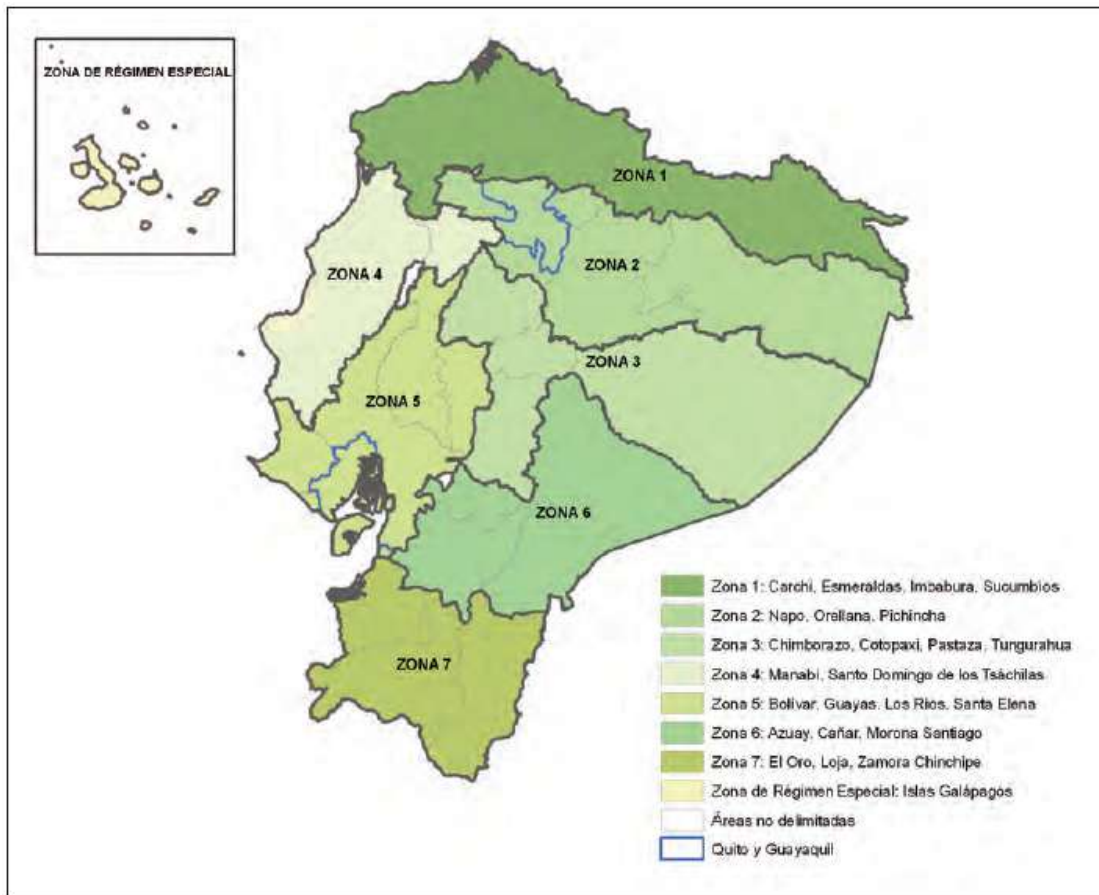 ZONA DE RÉGIMEN ESPECIAL
ZONA 1
ZONA 2
ZONA 4
ZONA 3
ZONA 5
ZONA 6
ZONA 7
Zona 1: Carchi, Esmeraldas, Imbabura, Sucumbíos
Zona 2: Napo, Orellana, Pichincha
Zona 3: Chimborazo, Cotopaxi, Pastaza, Tungurahua
Zona 4: Manabí, Santo Domingo de los Tsáchilas
Zona 5: Bolívar, Guayas, Los Ríos, Santa Elena
Zona 6: Azuay, Cañar, Morona Santiago
Zona 7: El Oro, Loja, Zamora Chinchipe
Zona de Régimen Especial: Islas Galápagos
Áreas no delimitadas
Quito y Guayaquil